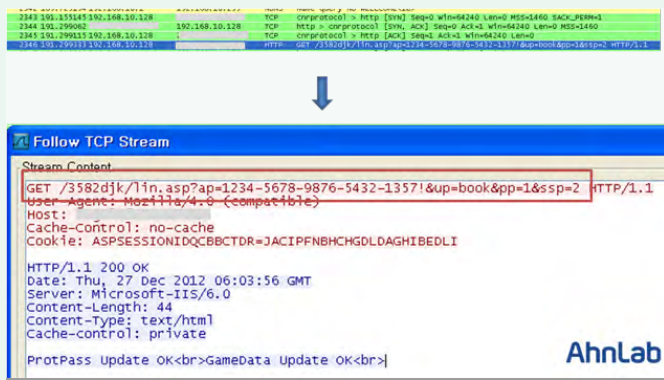 2343 191.155145 192.168.10.128 TCP cnrprotocol > http [SYN] Seq=0 Win=64240 Len=0 MSS=1460 SACK_PERM=1
2344 191.299062 192.168.10.128 TCP http > cnrprotocol [SYN, ACK] Seq=0 Ack=1 Win=64240 Len=0 MSS=1460
2345 191.299115 192.168.10.128 TCP cnrprotocol > http [ACK] Seq=1 Ack=1 Win=64240 Len=0
2346 191.299333 192.168.10.128 HTTP GET /3582djk/lin.asp?ap=1234-5678-9876-5432-1357!&up=book&pp=1&ssp=2 HTTP/1.1
Follow TCP Stream
Stream Content
GET /3582djk/lin.asp?ap=1234-5678-9876-5432-1357!&up=book&pp=1&ssp=2 HTTP/1.1
User-Agent: Mozilla/4.0 (compatible)
Host:
Cache-Control: no-cache
Cookie: ASPSESSIONIDQCBBCTDR=JACIPFNBHCHGDLDAGHIBEDLI
HTTP/1.1 200 OK
Date: Thu, 27 Dec 2012 06:03:56 GMT
Server: Microsoft-IIS/6.0
Content-Length: 44
Content-Type: text/html
Cache-control: private
ProtPass Update OK<br>GameData Update OK<br>
AhnLab